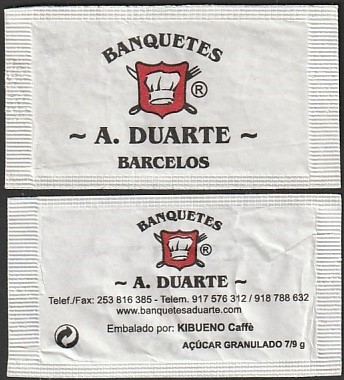 BANQUETES
®
~ A. DUARTE ~
BARCELOS
BANQUETES
®
~ A. DUARTE ~
Telef./Fax: 253 816 385 - Telem. 917 576 312 / 918 788 632
www.banquetesaduarte.com
Embalado por: KIBUENO Caffè
AÇÚCAR GRANULADO 7/9 g